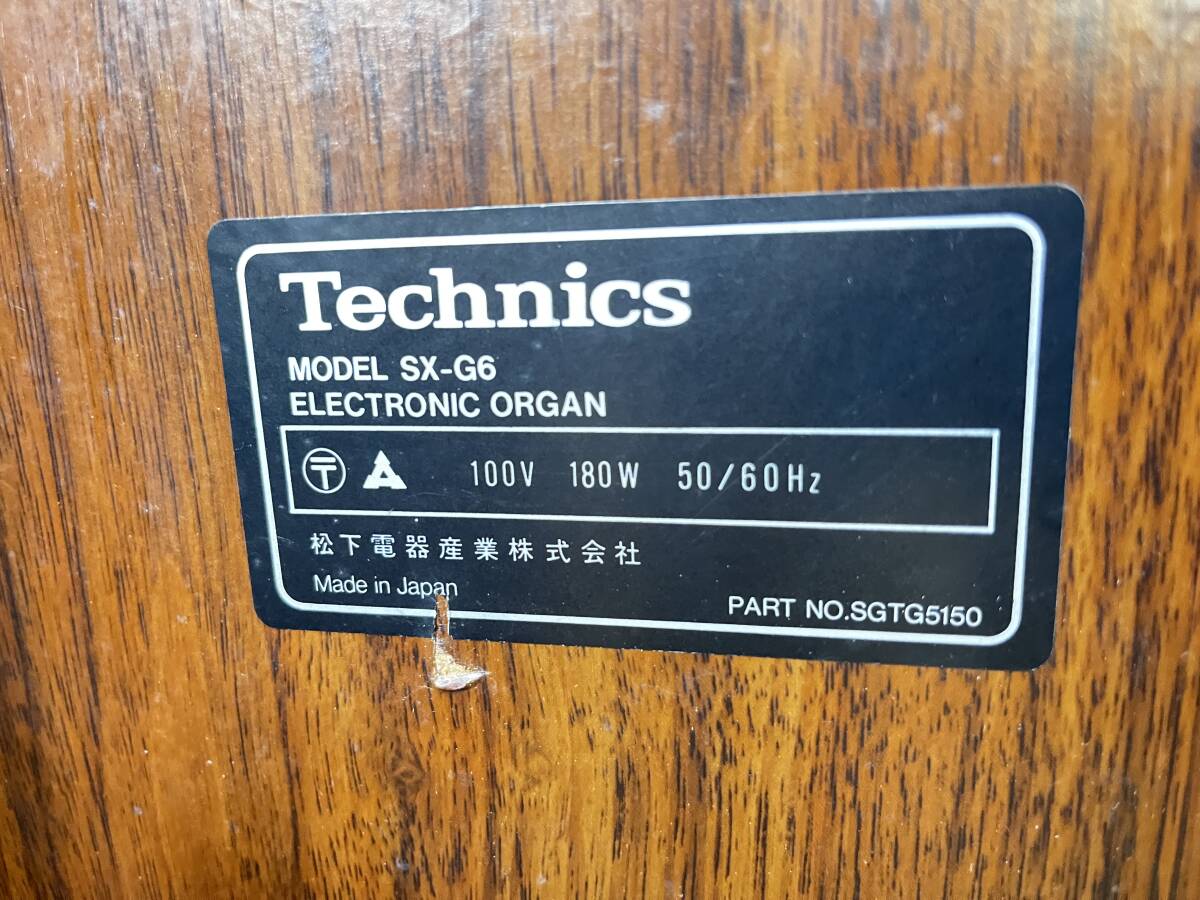 Technics
MODEL SX-G6
ELECTRONIC ORGAN
〒 100V 180W 50/60Hz
松下電器産業株式会社
Made in Japan
PART NO.SGTG5150